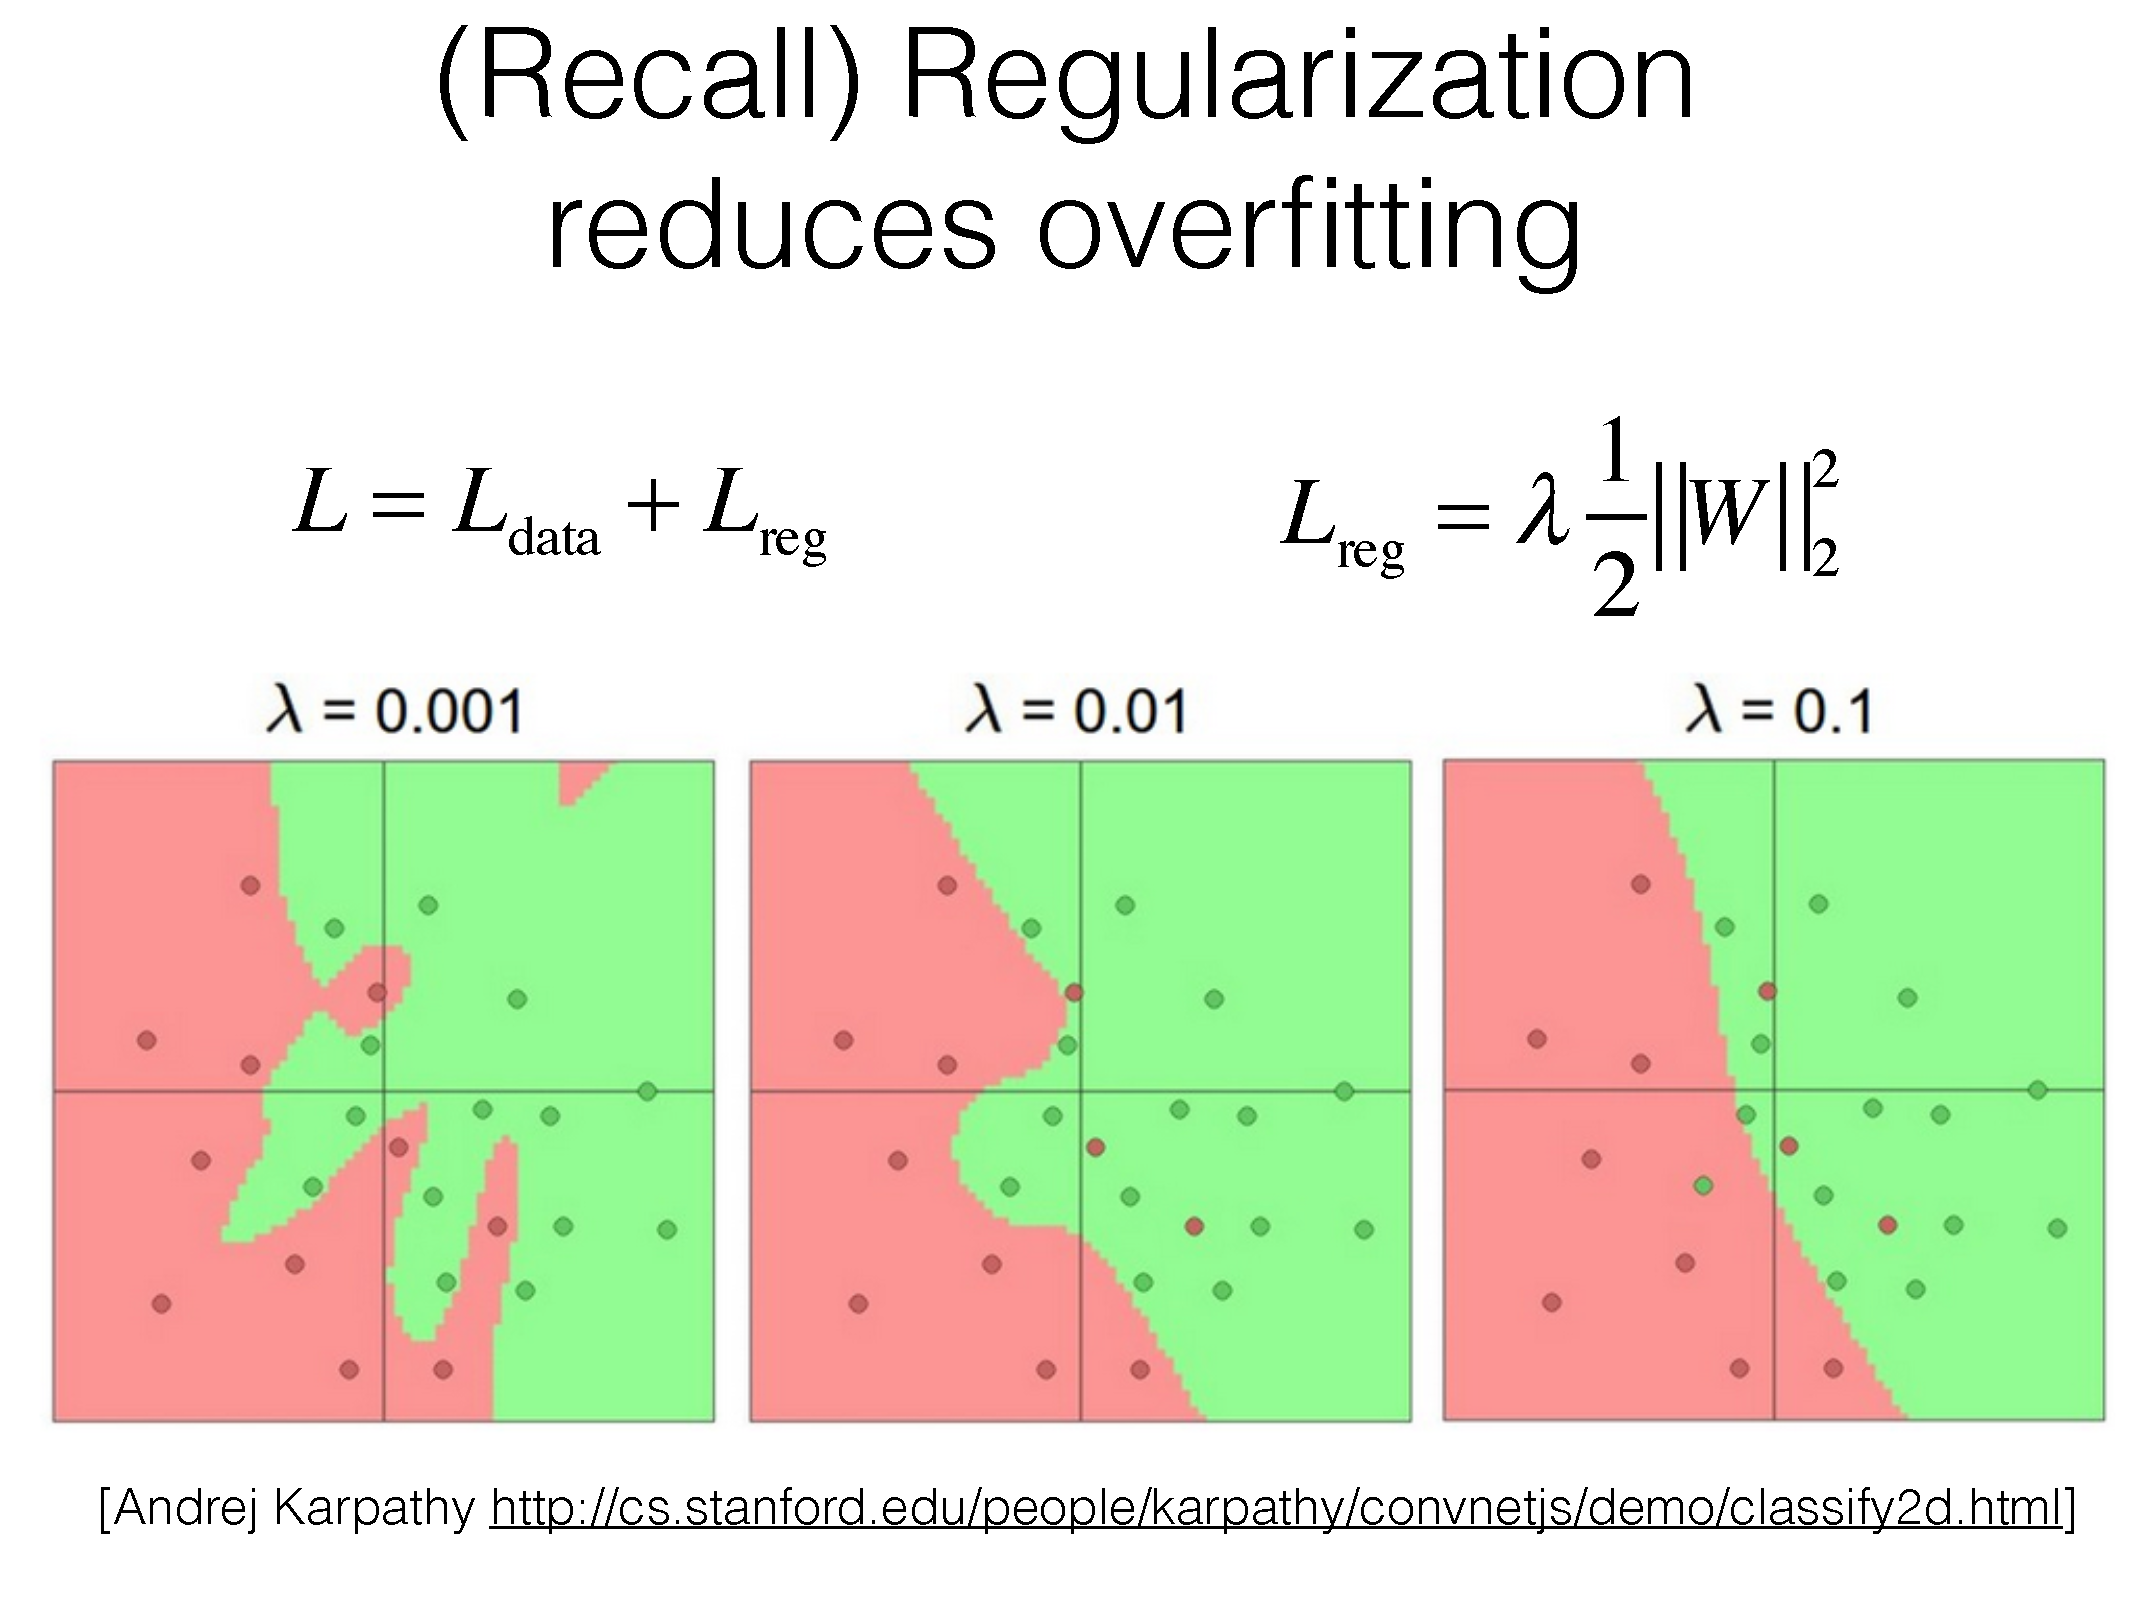 (Recall) Regularization
reduces overfitting
L = L_data + L_reg
L_reg = λ 1/2 ||W||_2^2
λ = 0.001
λ = 0.01
λ = 0.1
[Andrej Karpathy http://cs.stanford.edu/people/karpathy/convnetjs/demo/classify2d.html]